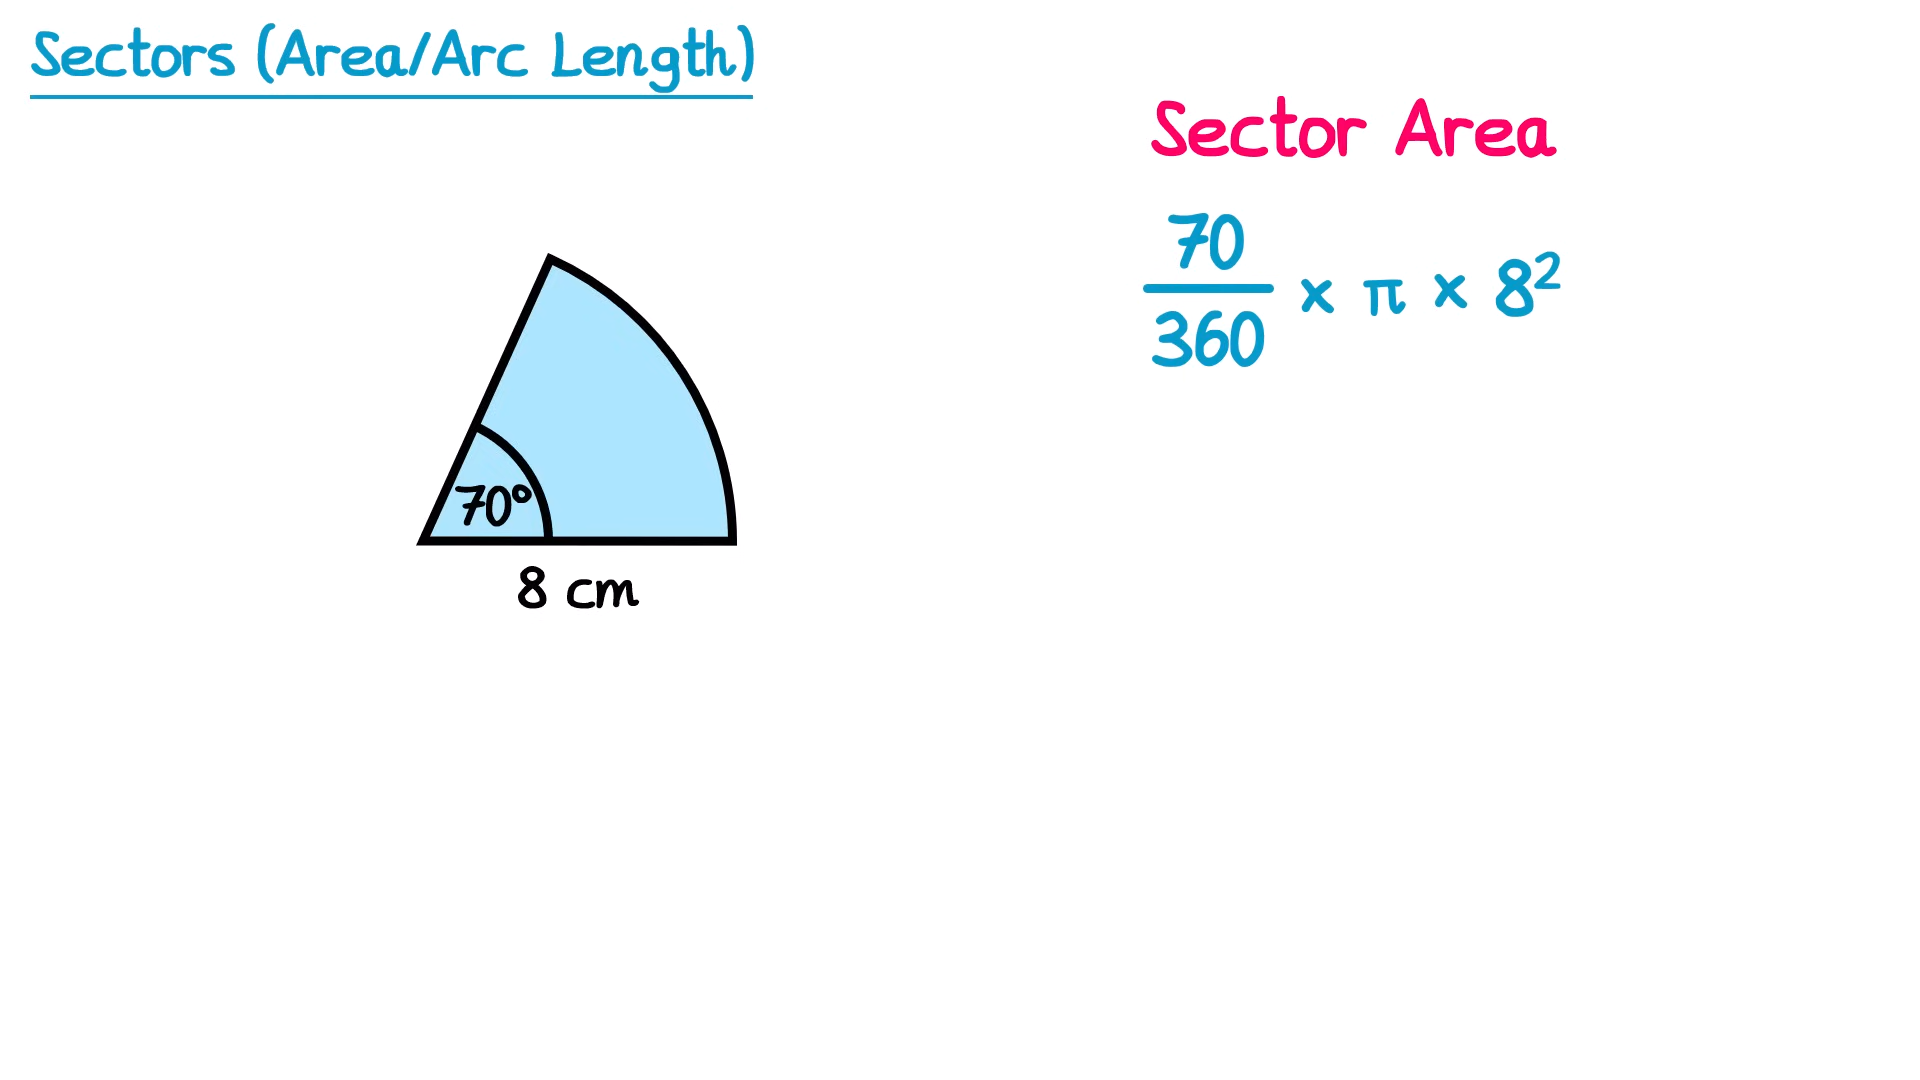 Sectors (Area/Arc Length)
Sector Area
70
360
× π × 8²
70°
8 cm